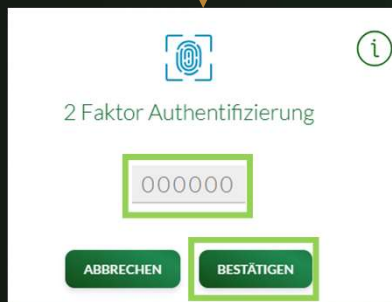 i
2 Faktor Authentifizierung
000000
ABBRECHEN BESTÄTIGEN